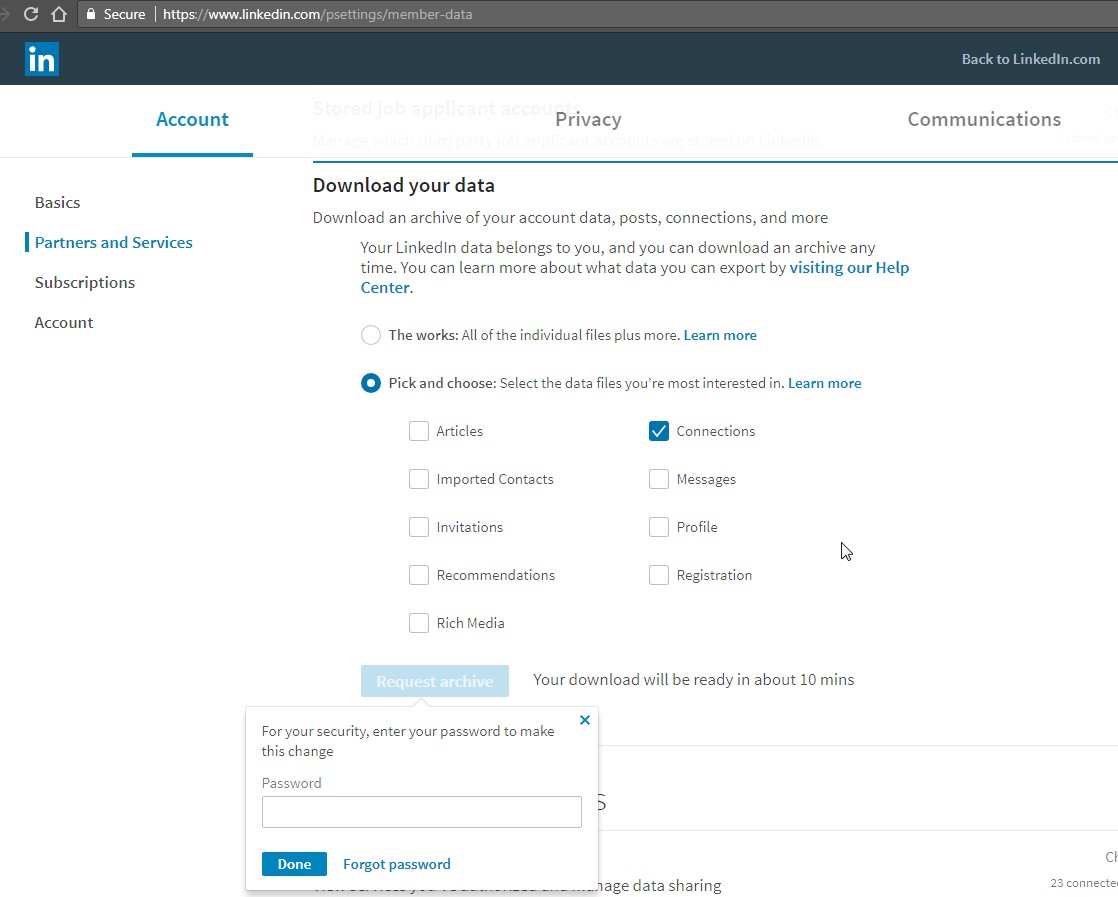 Secure https://www.linkedin.com/psettings/member-data
in
Back to LinkedIn.com
Stored job applicant accounts
Account Privacy Communications
Manage which third party job applicant accounts are stored on LinkedIn.
Basics
Partners and Services
Subscriptions
Account
Download your data
Download an archive of your account data, posts, connections, and more
Your LinkedIn data belongs to you, and you can download an archive any
time. You can learn more about what data you can export by visiting our Help
Center.
The works: All of the individual files plus more. Learn more
Pick and choose: Select the data files you're most interested in. Learn more
Articles Connections
Imported Contacts Messages
Invitations Profile
Recommendations Registration
Rich Media
Request archive Your download will be ready in about 10 mins
For your security, enter your password to make
this change
Password
s
Done Forgot password
Ch
View services you've authorized and manage data sharing
23 connected